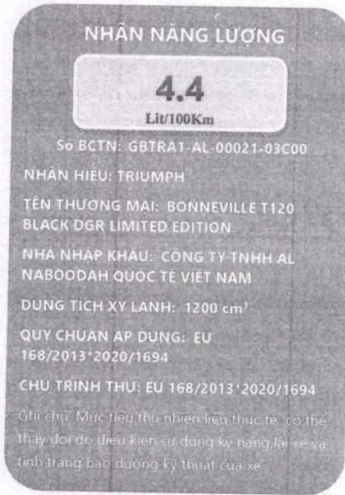 NHÃN NĂNG LƯỢNG
4.4
Lít/100Km
Số BCTN: GBTRA1-AL-00021-03C00
NHÃN HIỆU: TRIUMPH
TÊN THƯƠNG MẠI: BONNEVILLE T120
BLACK DGR LIMITED EDITION
NHÀ NHẬP KHẨU: CÔNG TY TNHH AL
NABOODAH QUỐC TẾ VIỆT NAM
DUNG TÍCH XY LANH: 1200 cm³
QUY CHUẨN ÁP DỤNG: EU
168/2013*2020/1694
CHU TRÌNH THỬ: EU 168/2013*2020/1694
Ghi chú: Mức tiêu thụ nhiên liệu thực tế có thể
thay đổi do điều kiện sử dụng kỹ năng lái xe và
tình trạng bảo dưỡng kỹ thuật của xe